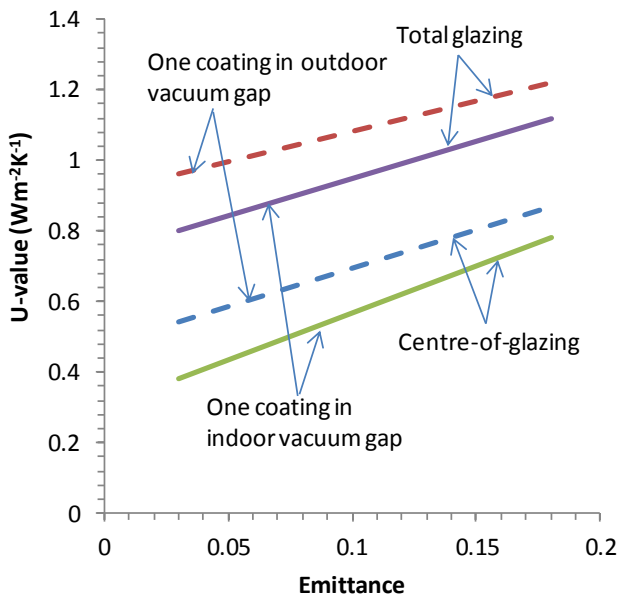 1.4
1.2
1
0.8
0.6
0.4
0.2
0
U-value (Wm⁻²K⁻¹)
Total glazing
One coating in outdoor
vacuum gap
Centre-of-glazing
One coating in
indoor vacuum gap
0
0.05
0.1
0.15
0.2
Emittance